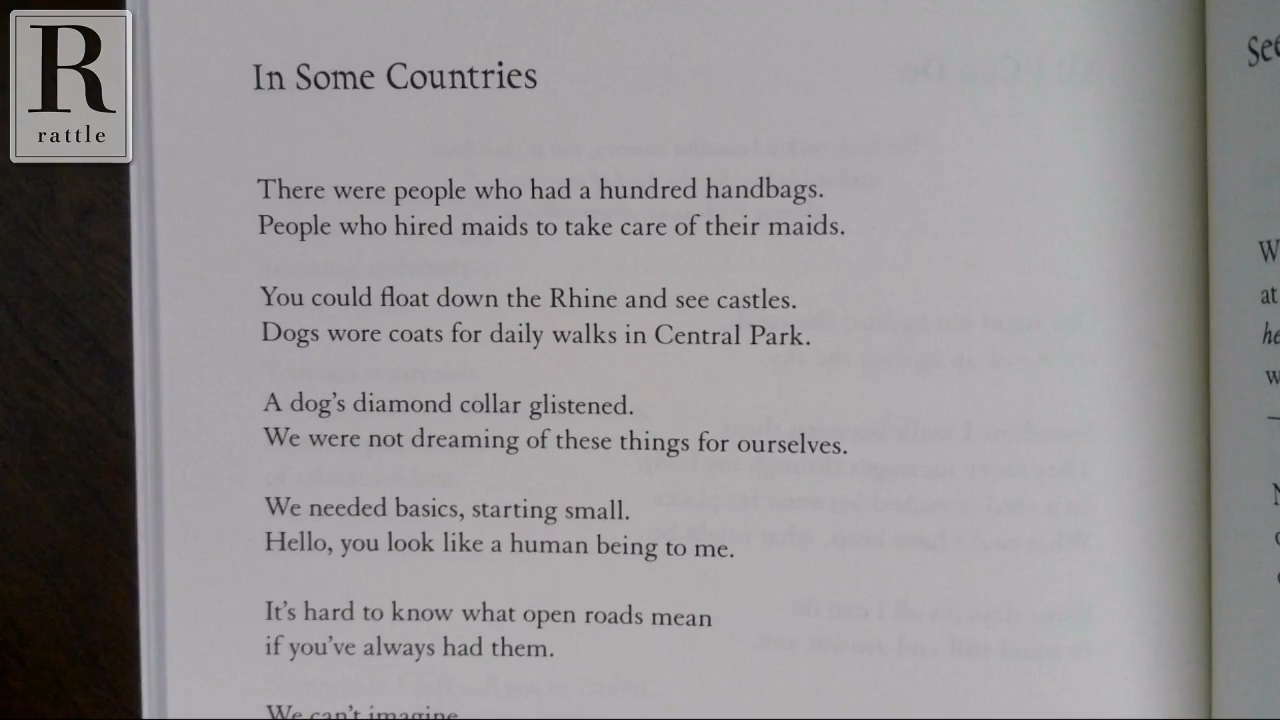 R
rattle
In Some Countries
There were people who had a hundred handbags.
People who hired maids to take care of their maids.
You could float down the Rhine and see castles.
Dogs wore coats for daily walks in Central Park.
A dog's diamond collar glistened.
We were not dreaming of these things for ourselves.
We needed basics, starting small.
Hello, you look like a human being to me.
It's hard to know what open roads mean
if you've always had them.
We can't imagine
See
W
at
he
w